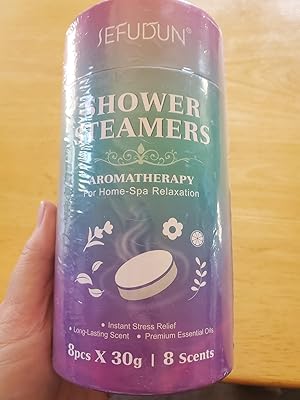 SEFUDUN®
SHOWER
STEAMERS
AROMATHERAPY
For Home-Spa Relaxation
• Instant Stress Relief
• Long-Lasting Scent • Premium Essential Oils
8pcs X 30g | 8 Scents